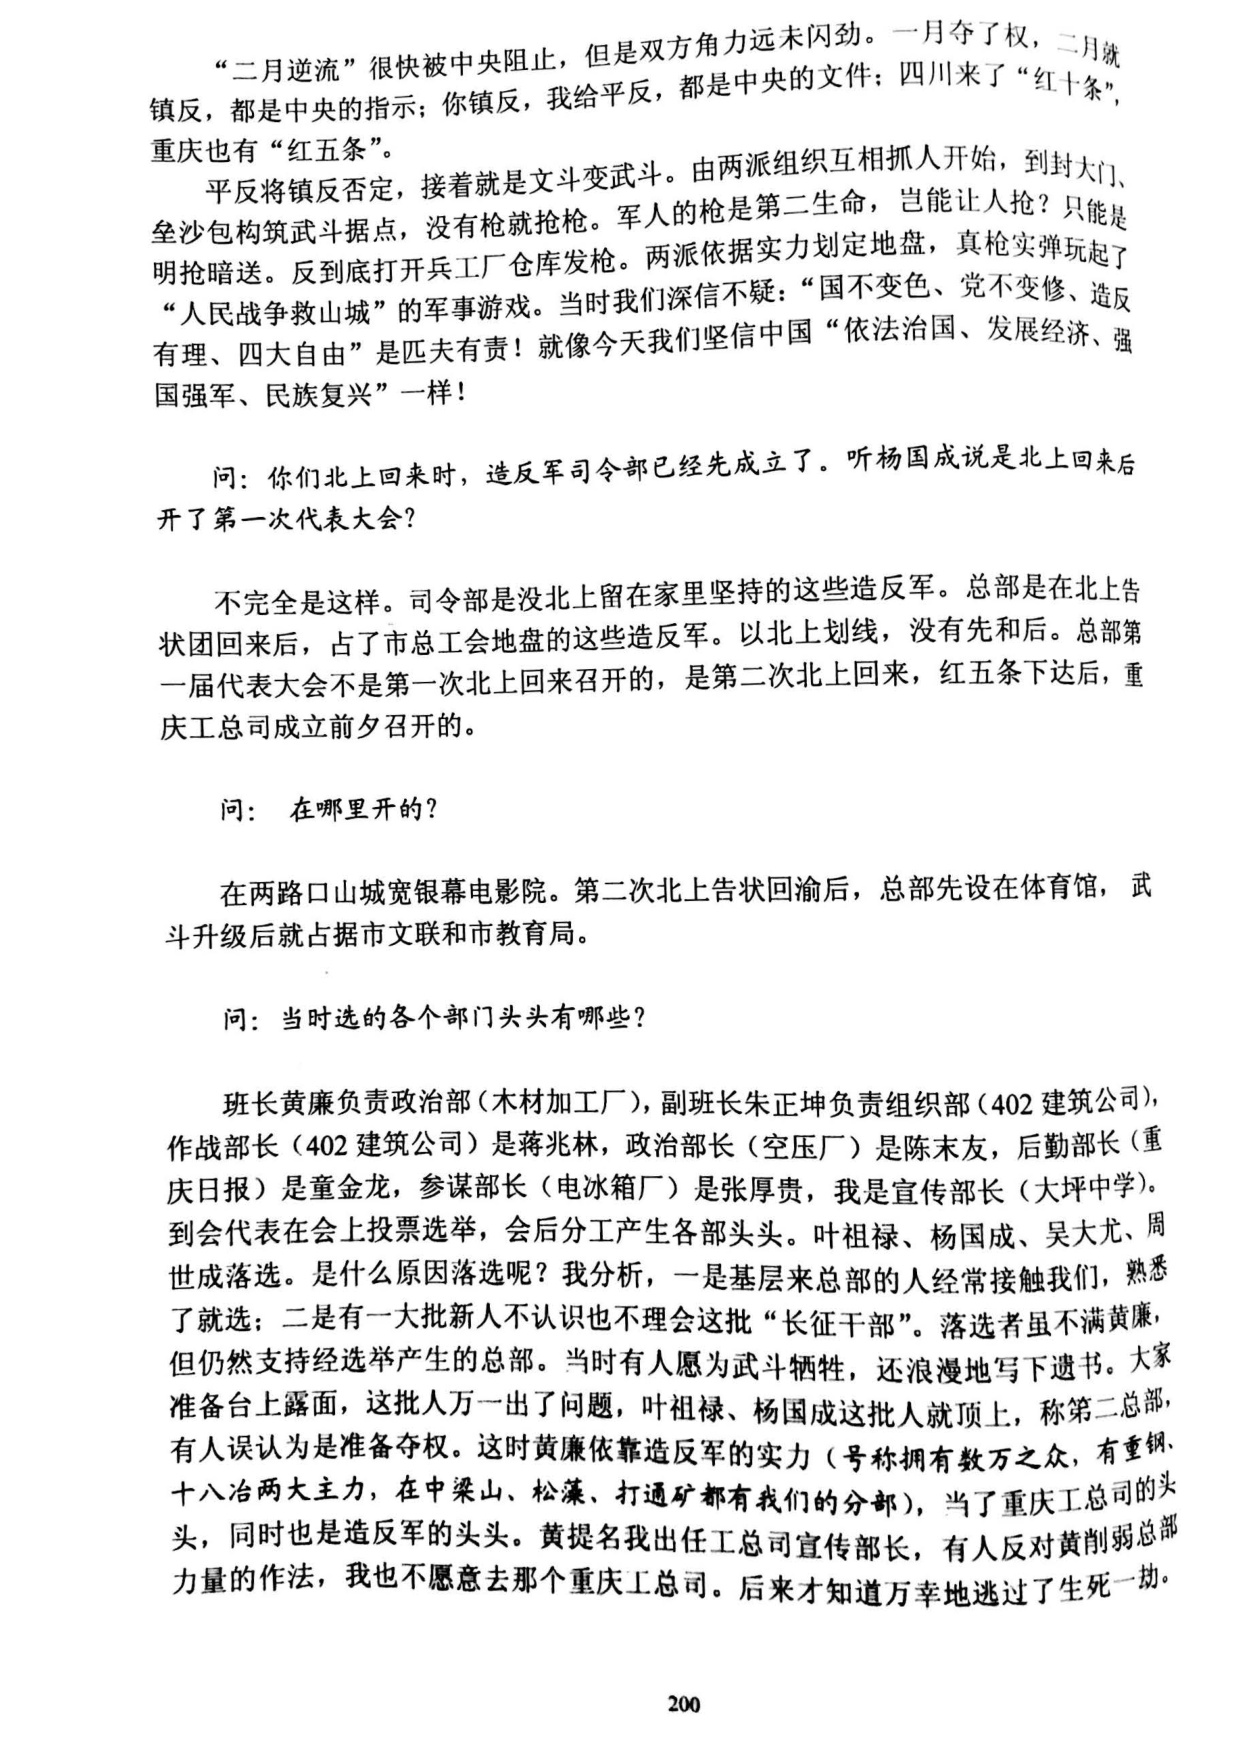 “二月逆流”很快被中央阻止，但是双方角力远未闪劲。一月夺了权，二月就
镇反，都是中央的指示；你镇反，我给平反，都是中央的文件；四川来了“红十条”，
重庆也有“红五条”。
平反将镇反否定，接着就是文斗变武斗。由两派组织互相抓人开始，到封大门、
垒沙包构筑武斗据点，没有枪就抢枪。军人的枪是第二生命，岂能让人抢？只能是
明抢暗送。反到底打开兵工厂仓库发枪。两派依据实力划定地盘，真枪实弹玩起了
“人民战争救山城”的军事游戏。当时我们深信不疑：“国不变色、党不变修、造反
有理、四大自由”是匹夫有责！就像今天我们坚信中国“依法治国、发展经济、强
国强军、民族复兴”一样！
问：你们北上回来时，造反军司令部已经先成立了。听杨国成说是北上回来后
开了第一次代表大会？
不完全是这样。司令部是没北上留在家里坚持的这些造反军。总部是在北上告
状团回来后，占了市总工会地盘的这些造反军。以北上划线，没有先和后。总部第
一届代表大会不是第一次北上回来召开的，是第二次北上回来，红五条下达后，重
庆工总司成立前夕召开的。
问： 在哪里开的？
在两路口山城宽银幕电影院。第二次北上告状回渝后，总部先设在体育馆，武
斗升级后就占据市文联和市教育局。
问：当时选的各个部门头头有哪些？
班长黄廉负责政治部（木材加工厂），副班长朱正坤负责组织部（402 建筑公司），
作战部长（402 建筑公司）是蒋兆林，政治部长（空压厂）是陈末友，后勤部长（重
庆日报）是童金龙，参谋部长（电冰箱厂）是张厚贵，我是宣传部长（大坪中学）。
到会代表在会上投票选举，会后分工产生各部头头。叶祖禄、杨国成、吴大尤、周
世成落选。是什么原因落选呢？我分析，一是基层来总部的人经常接触我们，熟悉
了就选；二是有一大批新人不认识也不理会这批“长征干部”。落选者虽不满黄廉，
但仍然支持经选举产生的总部。当时有人愿为武斗牺牲，还浪漫地写下遗书。大家
准备台上露面，这批人万一出了问题，叶祖禄、杨国成这批人就顶上，称第二总部，
有人误认为是准备夺权。这时黄廉依靠造反军的实力（号称拥有数万之众，有重钢、
十八冶两大主力，在中梁山、松藻、打通矿都有我们的分部），当了重庆工总司的头
头，同时也是造反军的头头。黄提名我出任工总司宣传部长，有人反对黄削弱总部
力量的作法，我也不愿意去那个重庆工总司。后来才知道万幸地逃过了生死一劫。
200